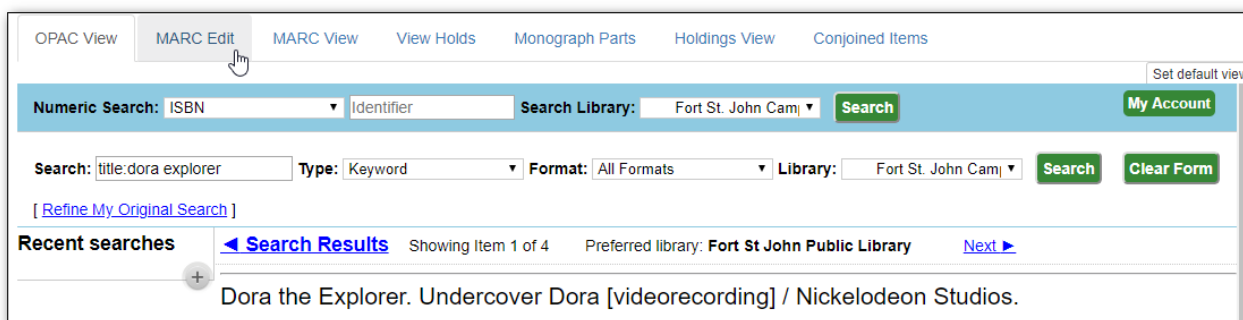 OPAC View MARC Edit MARC View View Holds Monograph Parts Holdings View Conjoined Items
Set default view
Numeric Search: ISBN Identifier Search Library: Fort St. John Cam Search My Account
Search: title:dora explorer Type: Keyword Format: All Formats Library: Fort St. John Cam Search Clear Form
[ Refine My Original Search ]
Recent searches ◄ Search Results Showing Item 1 of 4 Preferred library: Fort St John Public Library Next ►
+
Dora the Explorer. Undercover Dora [videorecording] / Nickelodeon Studios.